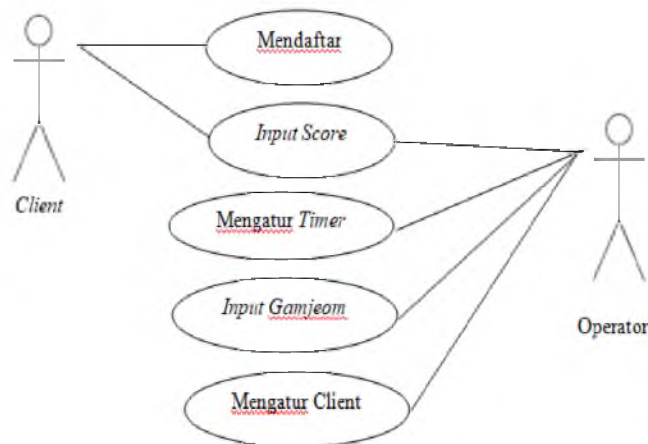 Mendaftar
Input Score
Client
Mengatur Timer
Input Gamjeom
Operator
Mengatur Client